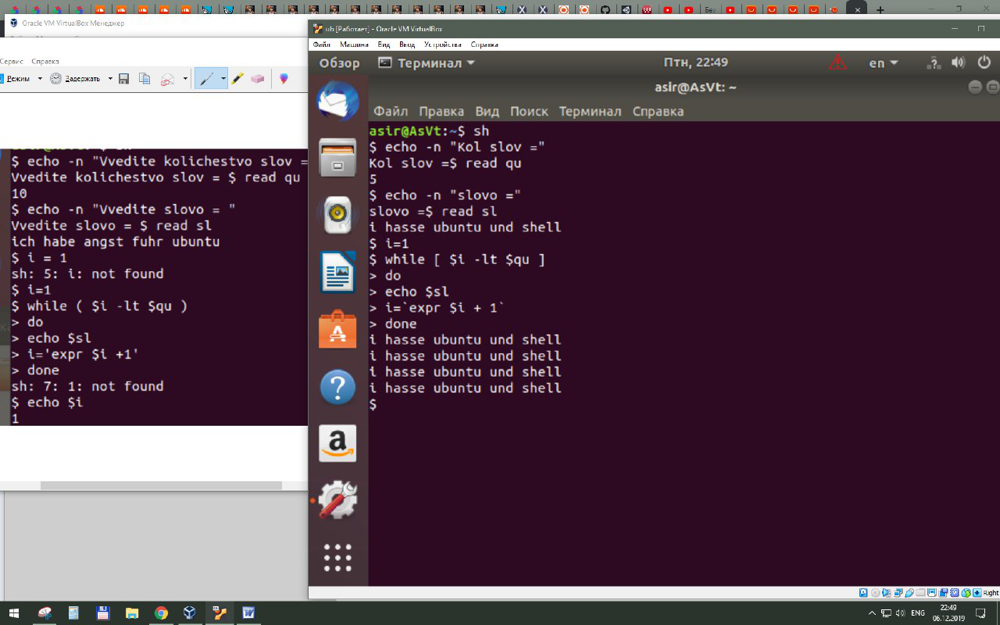 Без
Oracle VM VirtualBox Менеджер
Сервис Справка
Режим Задержать
asir@AsVt:~$ sh
$ echo -n "Vvedite kolichestvo slov =
Vvedite kolichestvo slov = $ read qu
10
$ echo -n "Vvedite slovo = "
Vvedite slovo = $ read sl
ich habe angst fuhr ubuntu
$ i = 1
sh: 5: i: not found
$ i=1
$ while ( $i -lt $qu )
> do
> echo $sl
> i='expr $i +1'
> done
sh: 7: 1: not found
$ echo $i
1
ub [Работает] - Oracle VM VirtualBox
Файл Машина Вид Ввод Устройства Справка
Обзор Терминал Птн, 22:49 en
asir@AsVt: ~
Файл Правка Вид Поиск Терминал Справка
asir@AsVt:~$ sh
$ echo -n "Kol slov ="
Kol slov =$ read qu
5
$ echo -n "slovo ="
slovo =$ read sl
i hasse ubuntu und shell
$ i=1
$ while [ $i -lt $qu ]
> do
> echo $sl
> i=`expr $i + 1`
> done
i hasse ubuntu und shell
i hasse ubuntu und shell
i hasse ubuntu und shell
i hasse ubuntu und shell
$
Right
ENG
22:49
06.12.2019